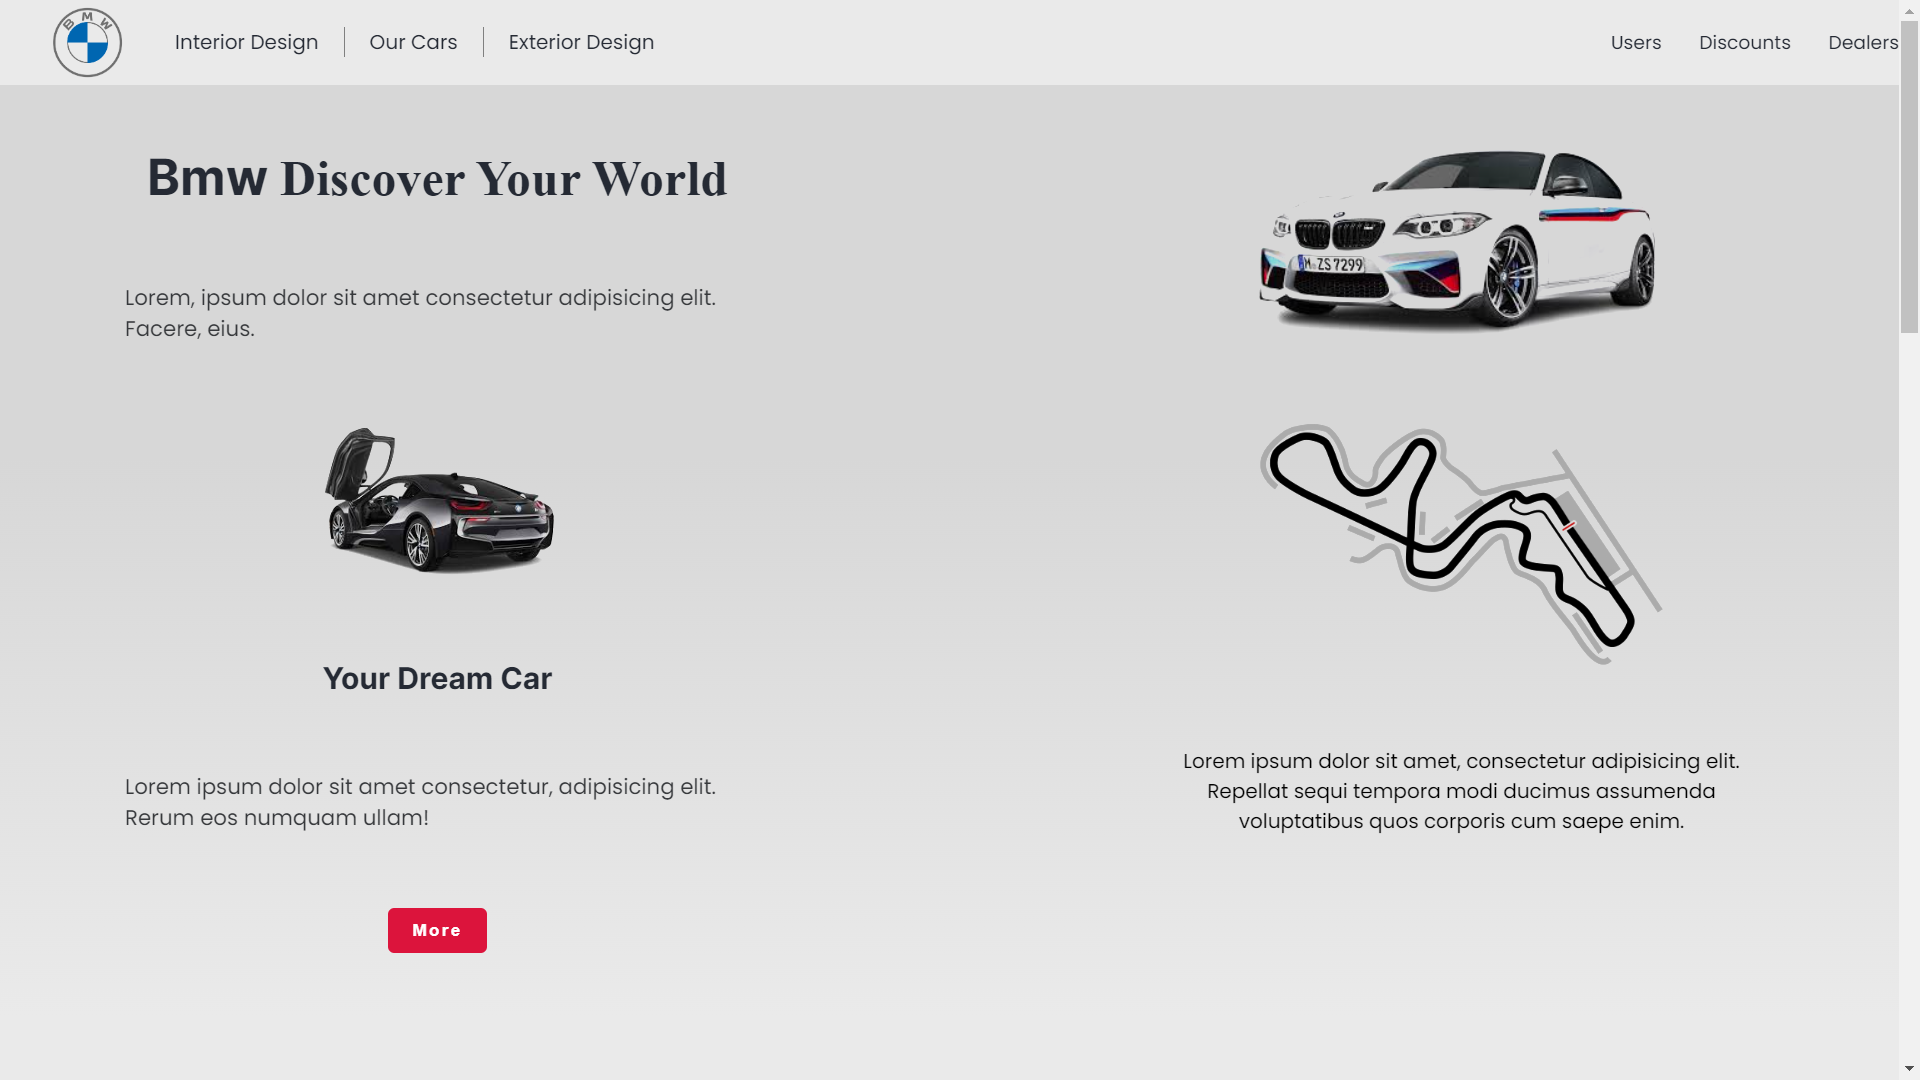 BMW
Interior Design
Our Cars
Exterior Design
Users
Discounts
Dealers
Bmw Discover Your World
Lorem, ipsum dolor sit amet consectetur adipisicing elit.
Facere, eius.
M ZS 7299
Your Dream Car
Lorem ipsum dolor sit amet consectetur, adipisicing elit.
Rerum eos numquam ullam!
More
Lorem ipsum dolor sit amet, consectetur adipisicing elit.
Repellat sequi tempora modi ducimus assumenda
voluptatibus quos corporis cum saepe enim.